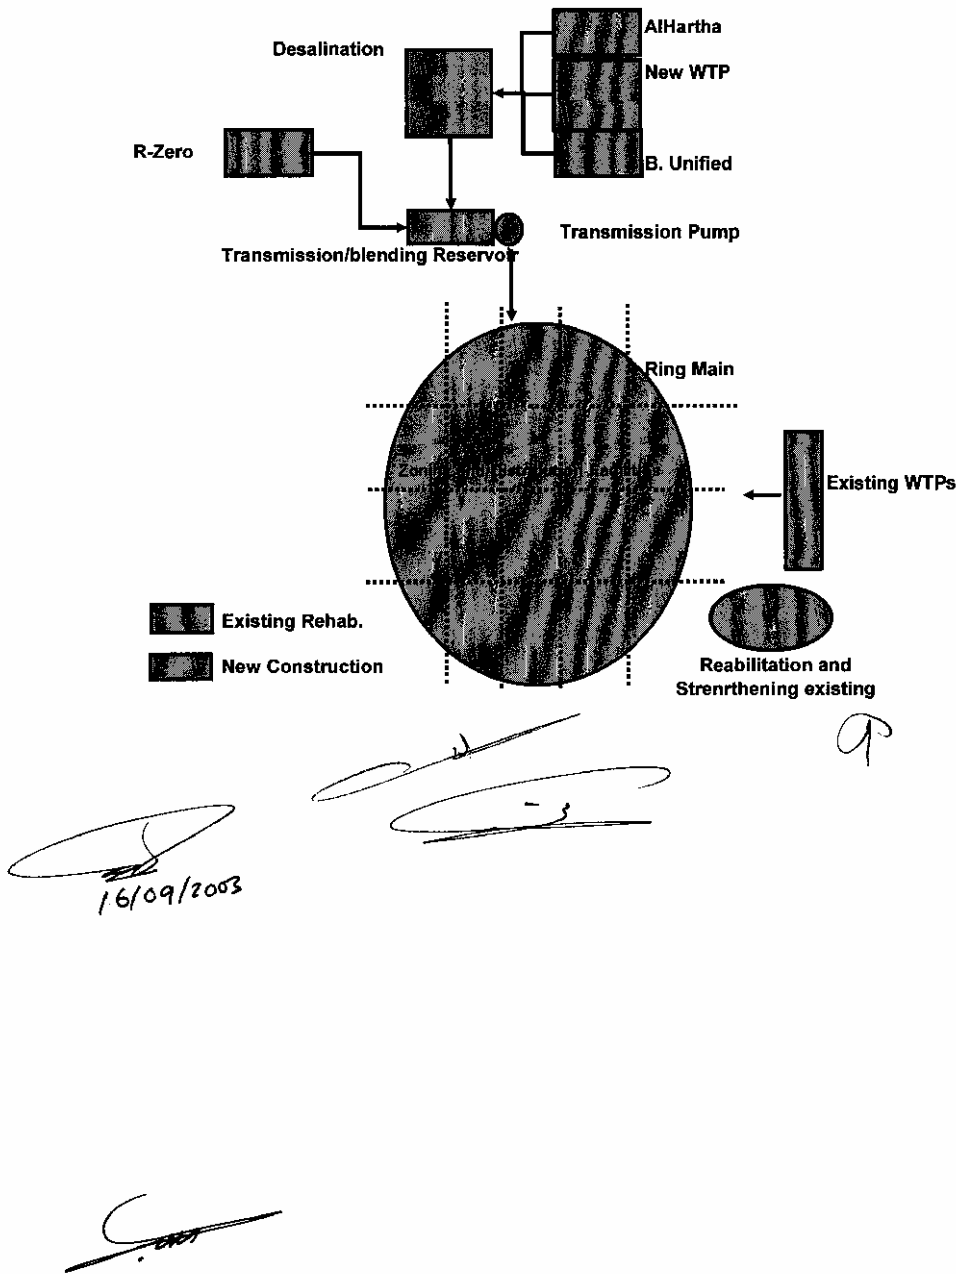 AlHartha
Desalination
New WTP
R-Zero
B. Unified
Transmission Pump
Transmission/blending Reservoir
Ring Main
Existing WTPs
Existing Rehab.
New Construction
Reabilitation and
Strenrthening existing
16/09/2003